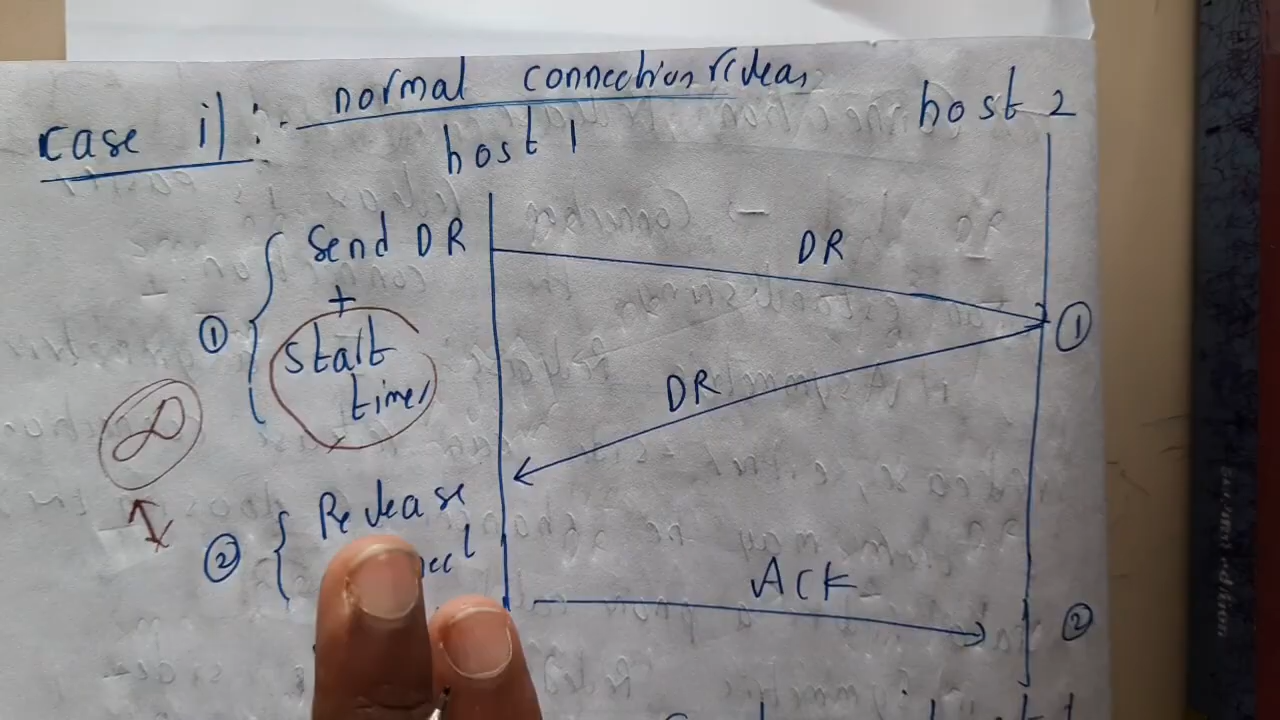 case i) :- normal connection releas
host 1
host 2
① Send DR
+
start
timer
DR
①
DR
② Release
ACK
②